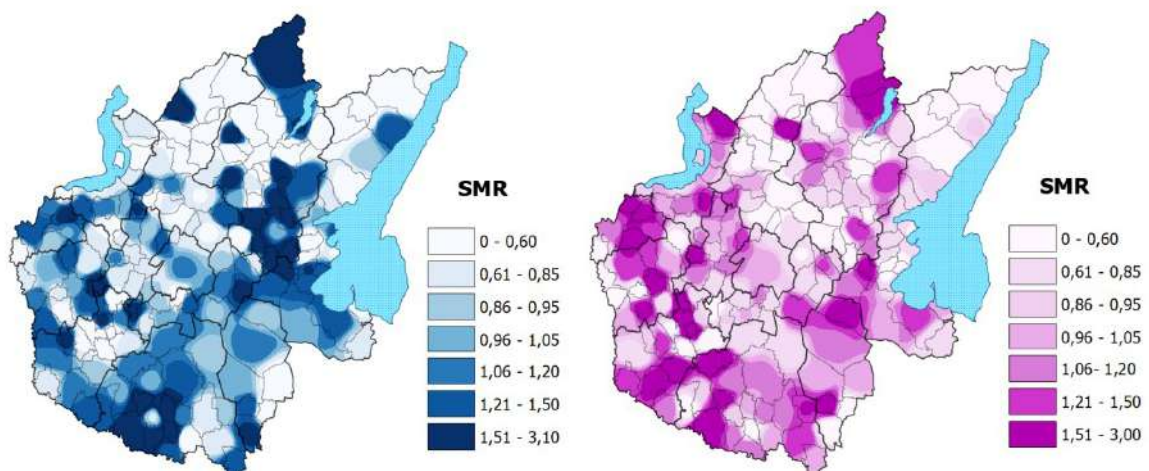 SMR
0 - 0,60
0,61 - 0,85
0,86 - 0,95
0,96 - 1,05
1,06 - 1,20
1,21 - 1,50
1,51 - 3,10
SMR
0 - 0,60
0,61 - 0,85
0,86 - 0,95
0,96 - 1,05
1,06- 1,20
1,21 - 1,50
1,51 - 3,00